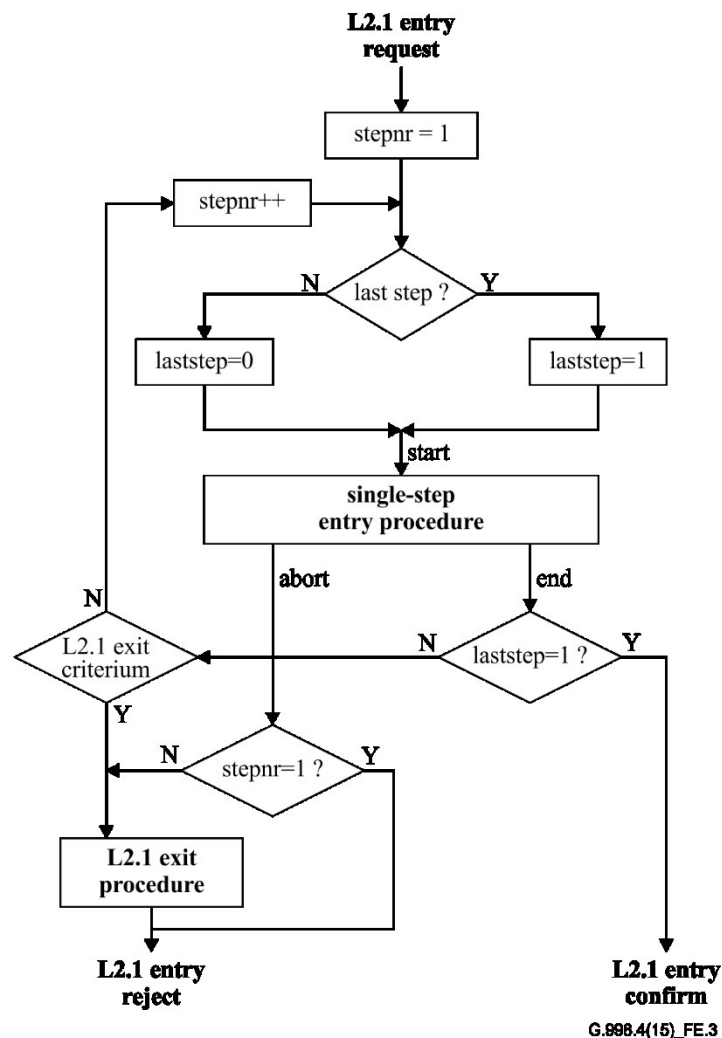 L2.1 entry
request
stepnr = 1
stepnr++
N
last step ?
Y
laststep=0
laststep=1
start
single-step
entry procedure
abort
end
N
L2.1 exit
criterium
Y
N
laststep=1 ?
Y
N
stepnr=1 ?
Y
L2.1 exit
procedure
L2.1 entry
reject
L2.1 entry
confirm
G.998.4(15)_FE.3